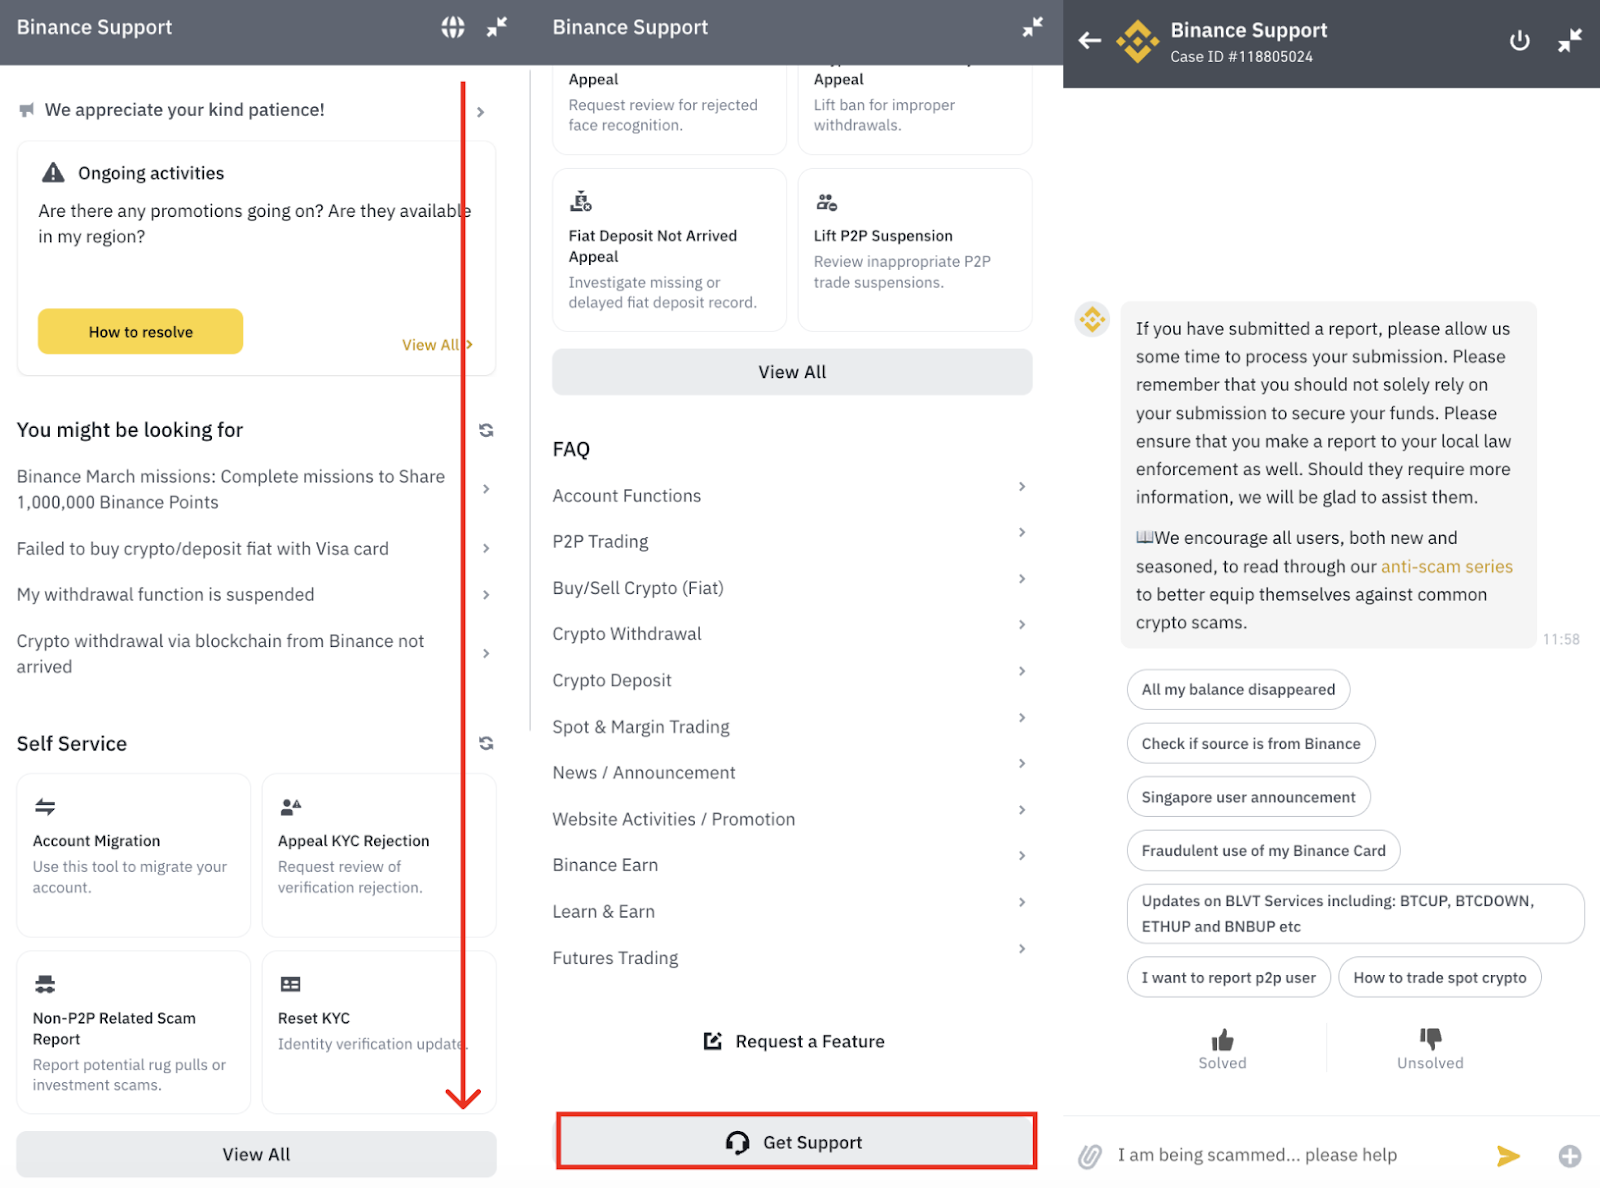 Binance Support
We appreciate your kind patience!
Ongoing activities
Are there any promotions going on? Are they available
in my region?
How to resolve
View All
You might be looking for
Binance March missions: Complete missions to Share
1,000,000 Binance Points
Failed to buy crypto/deposit fiat with Visa card
My withdrawal function is suspended
Crypto withdrawal via blockchain from Binance not
arrived
Self Service
Account Migration
Use this tool to migrate your
account.
Appeal KYC Rejection
Request review of
verification rejection.
Non-P2P Related Scam
Report
Report potential rug pulls or
investment scams.
Reset KYC
Identity verification update.
View All
Binance Support
Appeal
Request review for rejected
face recognition.
Appeal
Lift ban for improper
withdrawals.
Fiat Deposit Not Arrived
Appeal
Investigate missing or
delayed fiat deposit record.
Lift P2P Suspension
Review inappropriate P2P
trade suspensions.
View All
FAQ
Account Functions
P2P Trading
Buy/Sell Crypto (Fiat)
Crypto Withdrawal
Crypto Deposit
Spot & Margin Trading
News / Announcement
Website Activities / Promotion
Binance Earn
Learn & Earn
Futures Trading
Request a Feature
Get Support
Binance Support
Case ID #118805024
If you have submitted a report, please allow us
some time to process your submission. Please
remember that you should not solely rely on
your submission to secure your funds. Please
ensure that you make a report to your local law
enforcement as well. Should they require more
information, we will be glad to assist them.
📖We encourage all users, both new and
seasoned, to read through our anti-scam series
to better equip themselves against common
crypto scams.
11:58
All my balance disappeared
Check if source is from Binance
Singapore user announcement
Fraudulent use of my Binance Card
Updates on BLVT Services including: BTCUP, BTCDOWN,
ETHUP and BNBUP etc
I want to report p2p user
How to trade spot crypto
Solved
Unsolved
I am being scammed... please help